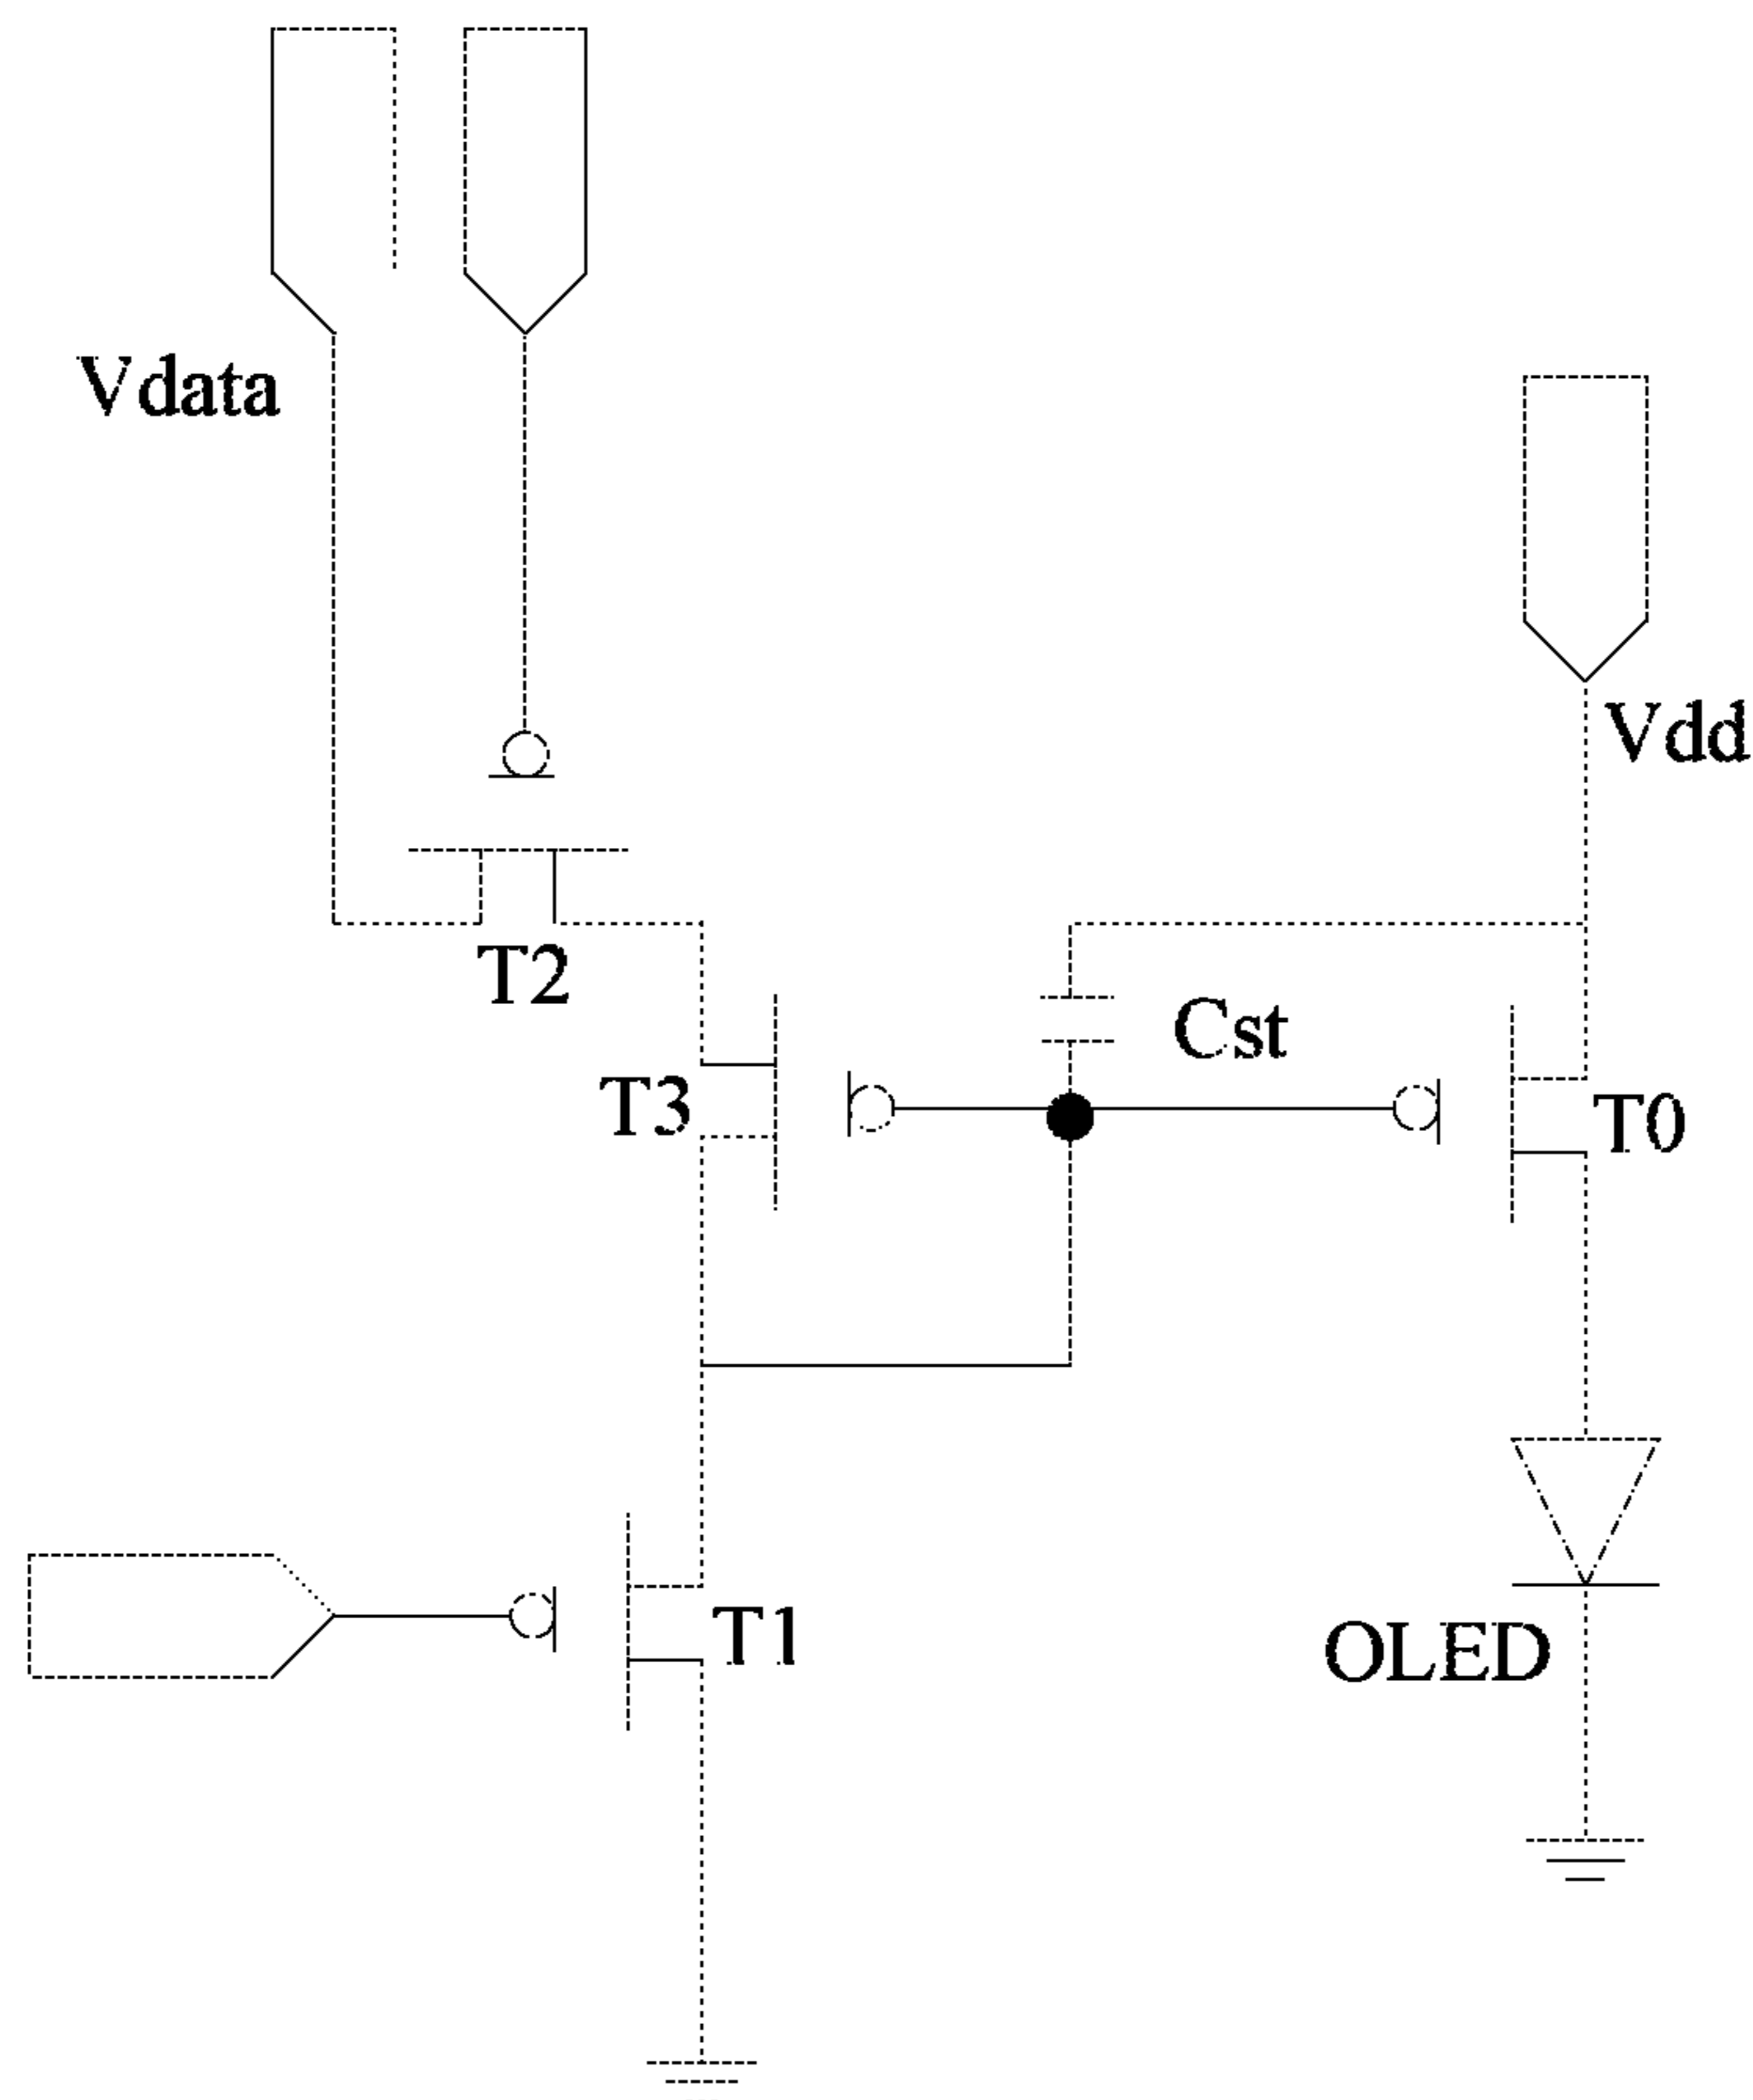 Vdata
Vdd
T2
Cst
T3
T0
T1
OLED